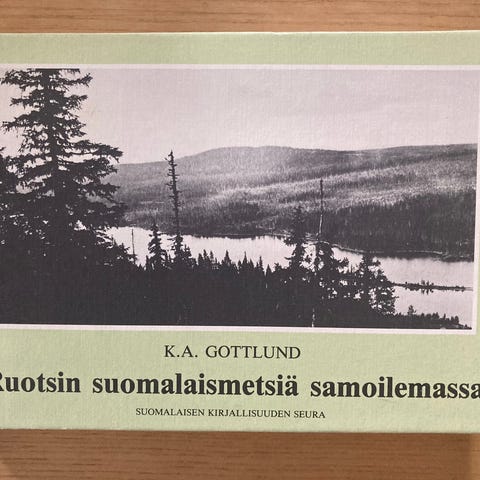 K.A. GOTTLUND
Ruotsin suomalaismetsiä samoilemassa
SUOMALAISEN KIRJALLISUUDEN SEURA